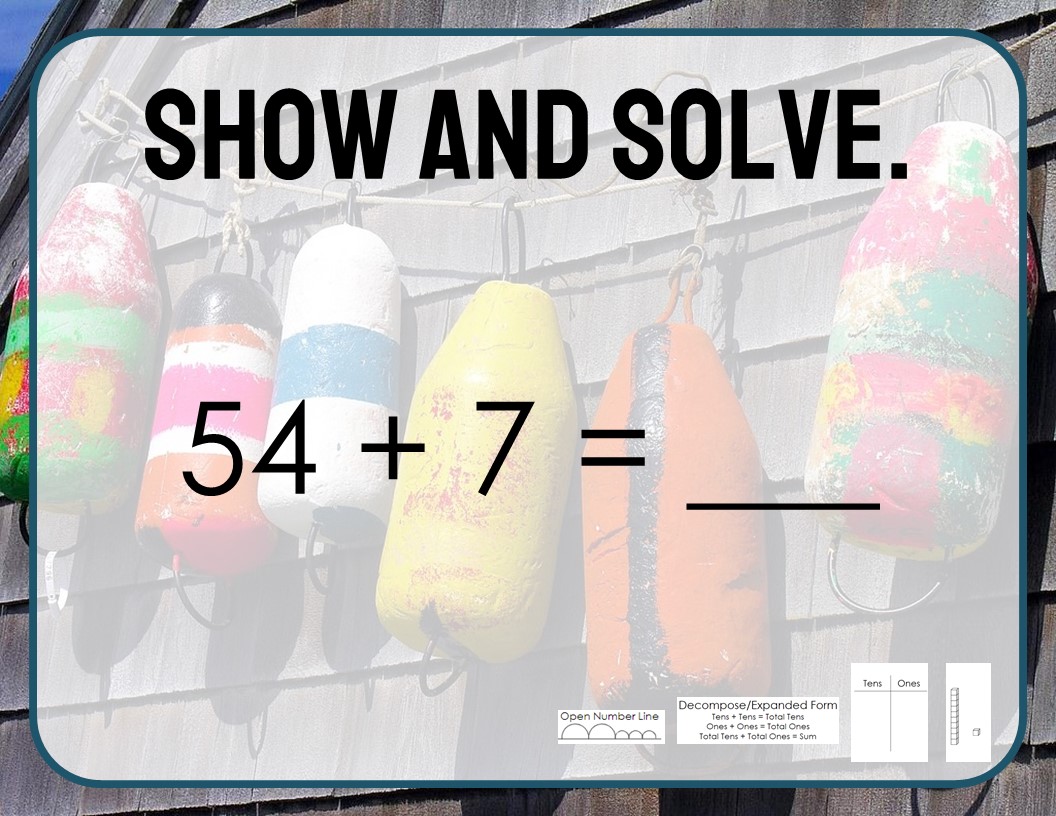 SHOW AND SOLVE.
54 + 7 = _____
Open Number Line
Decompose/Expanded Form
Tens + Tens = Total Tens
Ones + Ones = Total Ones
Total Tens + Total Ones = Sum
Tens Ones